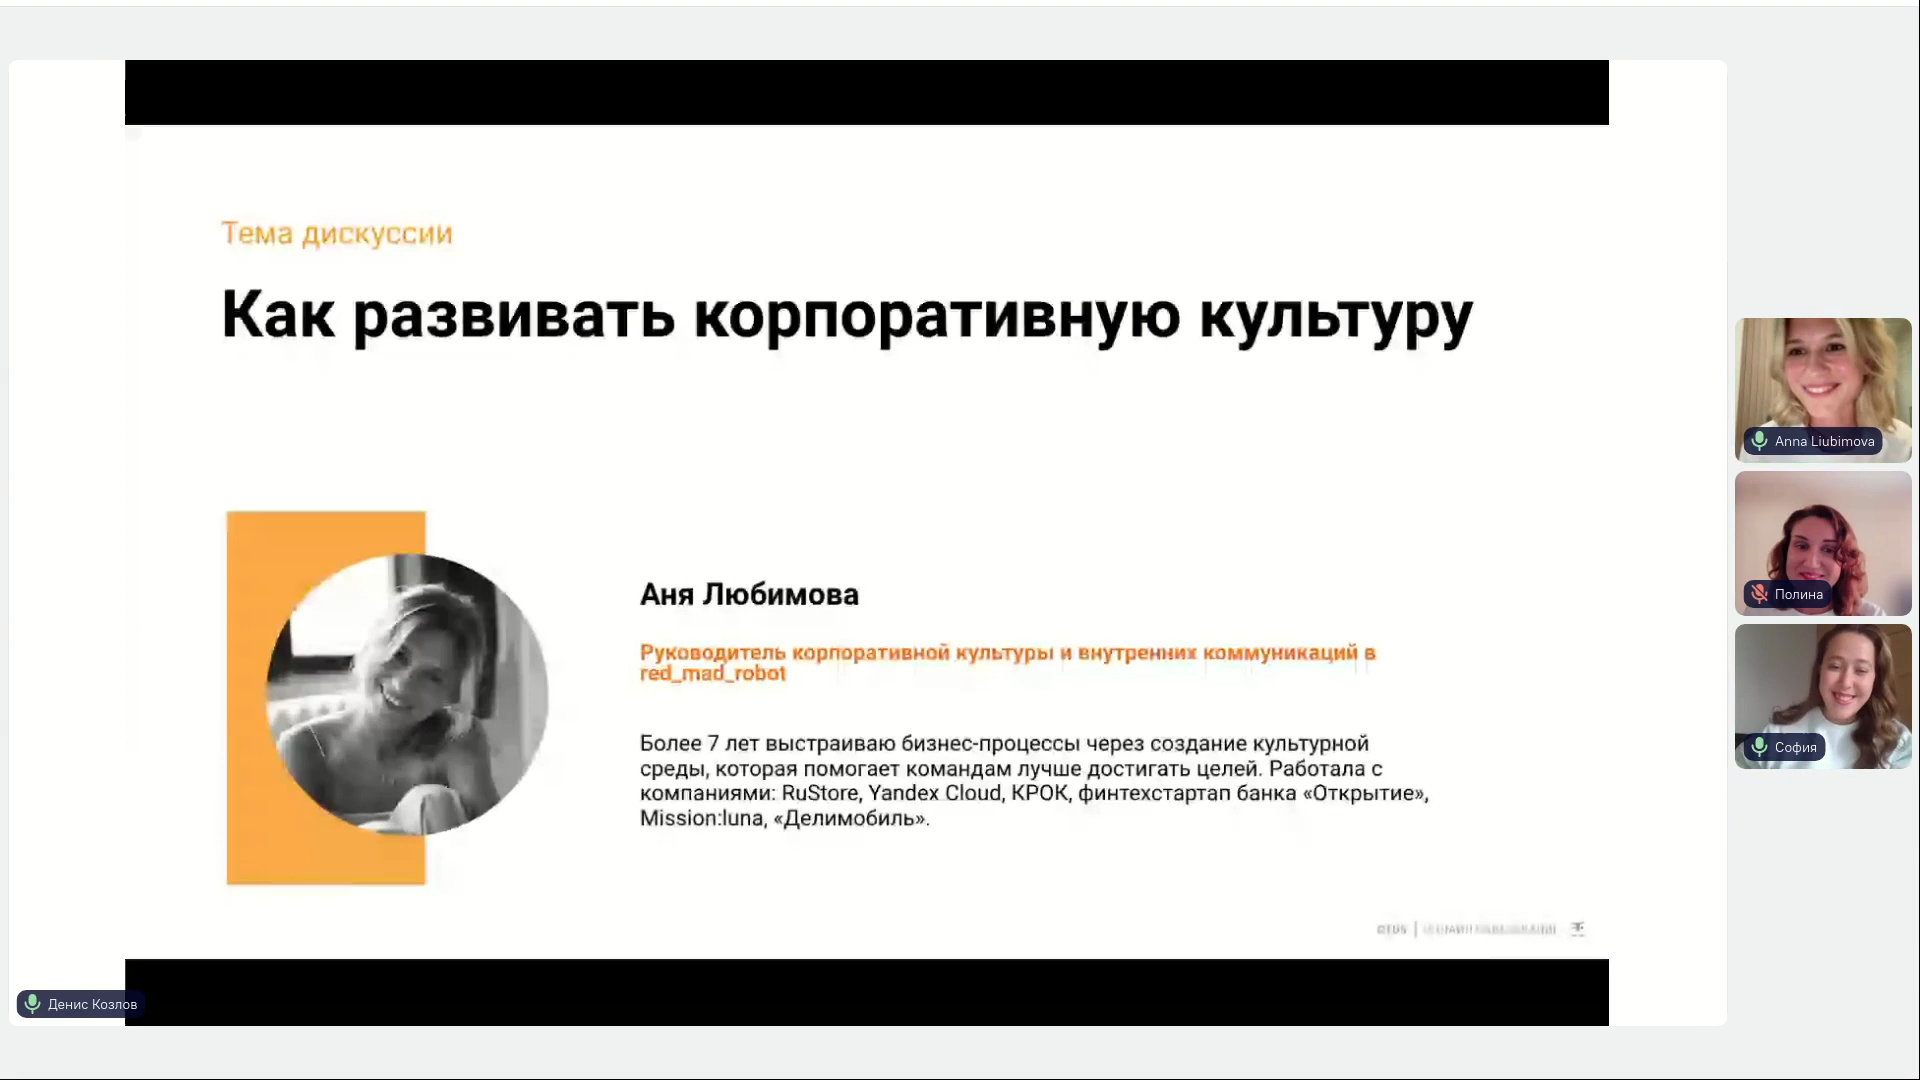 Тема дискуссии
Как развивать корпоративную культуру
Аня Любимова
Руководитель корпоративной культуры и внутренних коммуникаций в
red_mad_robot
Более 7 лет выстраиваю бизнес-процессы через создание культурной
среды, которая помогает командам лучше достигать целей. Работала с
компаниями: RuStore, Yandex Cloud, КРОК, финтехстартап банка «Открытие»,
Mission:luna, «Делимобиль».
OTUS
Денис Козлов
Anna Liubimova
Полина
София